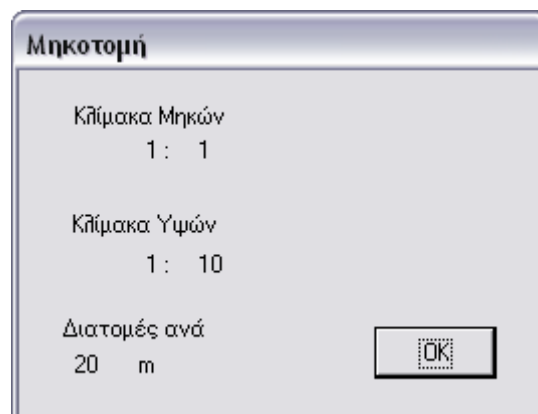 Μηκοτομή
Κλίμακα Μηκών
1 : 1
Κλίμακα Υψών
1 : 10
Διατομές ανά
20 m
OK